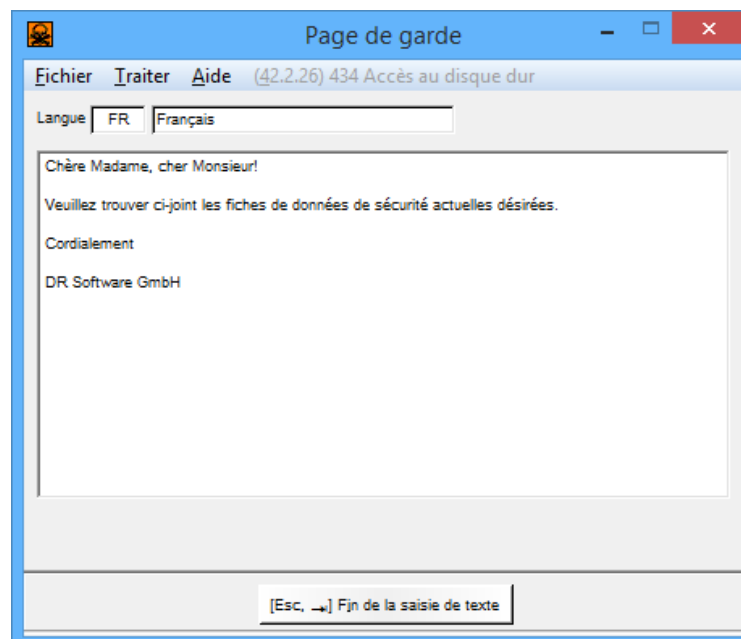 Page de garde
Fichier Traiter Aide (42.2.26) 434 Accès au disque dur
Langue FR Français
Chère Madame, cher Monsieur!
Veuillez trouver ci-joint les fiches de données de sécurité actuelles désirées.
Cordialement
DR Software GmbH
[Esc, →] Fin de la saisie de texte